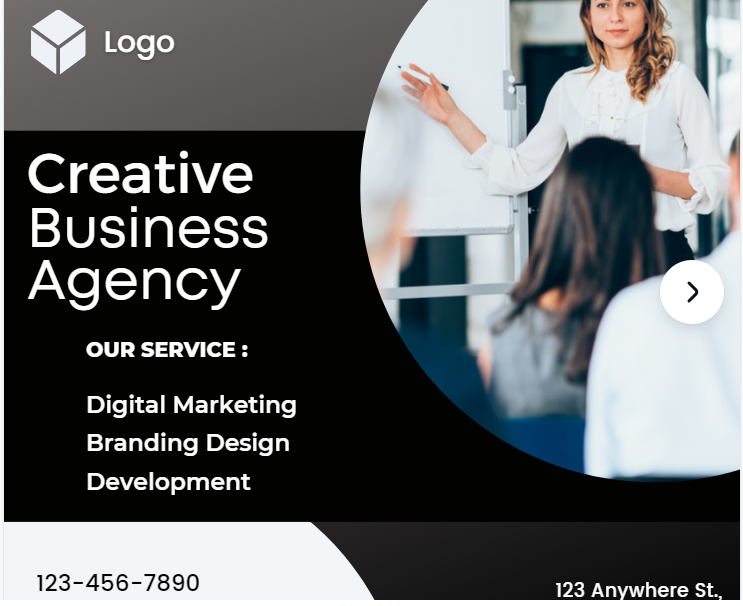 Logo
Creative
Business
Agency
OUR SERVICE :
Digital Marketing
Branding Design
Development
123-456-7890
123 Anywhere St.,